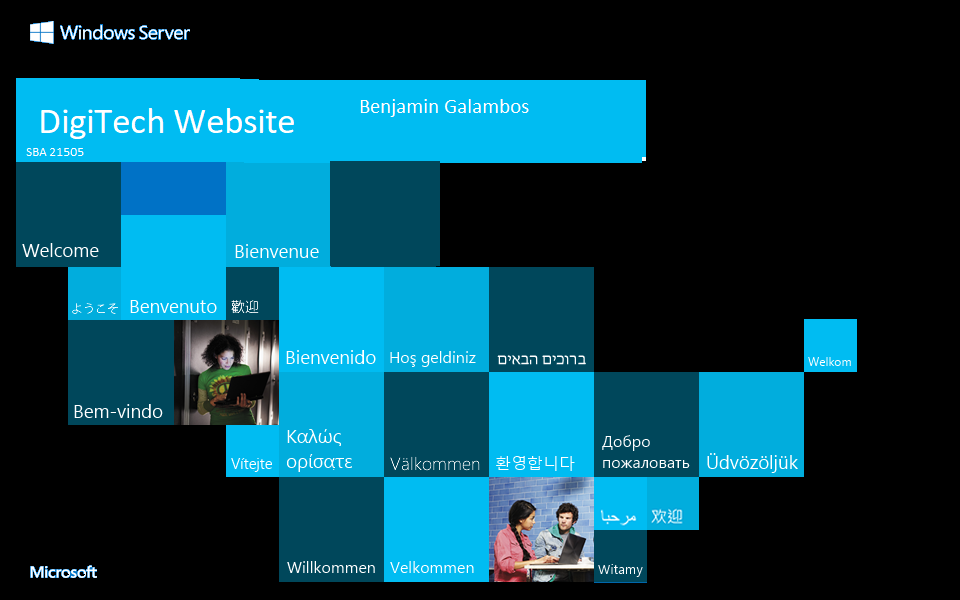 Windows Server
Benjamin Galambos
DigiTech Website
SBA 21505
Welcome
Bienvenue
ようこそ
Benvenuto
歡迎
Bienvenido
Hoş geldiniz
ברוכים הבאים
Welkom
Bem-vindo
Καλώς
ορίσατε
Vítejte
Välkommen
환영합니다
Добро
пожаловать
Üdvözöljük
مرحبا
欢迎
Willkommen
Velkommen
Witamy
Microsoft